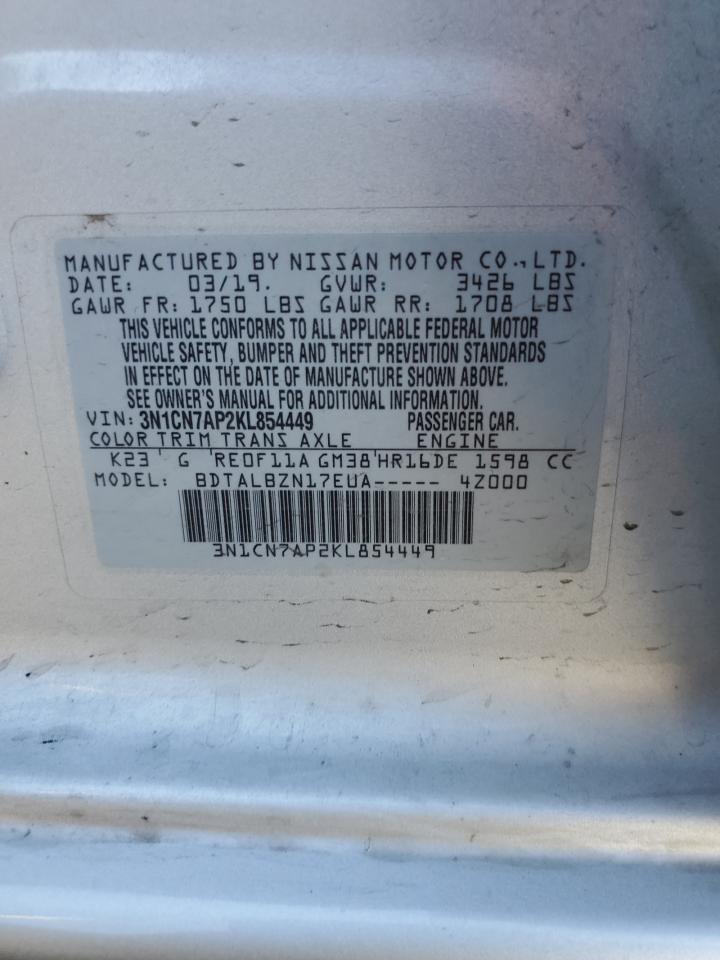 MANUFACTURED BY NISSAN MOTOR CO., LTD.
DATE: 03/19. GVWR: 3426 LBS
GAWR FR: 1750 LBS GAWR RR: 1708 LBS
THIS VEHICLE CONFORMS TO ALL APPLICABLE FEDERAL MOTOR
VEHICLE SAFETY, BUMPER AND THEFT PREVENTION STANDARDS
IN EFFECT ON THE DATE OF MANUFACTURE SHOWN ABOVE.
SEE OWNER'S MANUAL FOR ADDITIONAL INFORMATION.
VIN: 3N1CN7AP2KL854449 PASSENGER CAR.
COLOR TRIM TRANS AXLE ENGINE
K23 G RE0F11A GM38 HR16DE 1598 CC
MODEL: BDTALBZN17EUA----- 4Z000
3N1CN7AP2KL854449